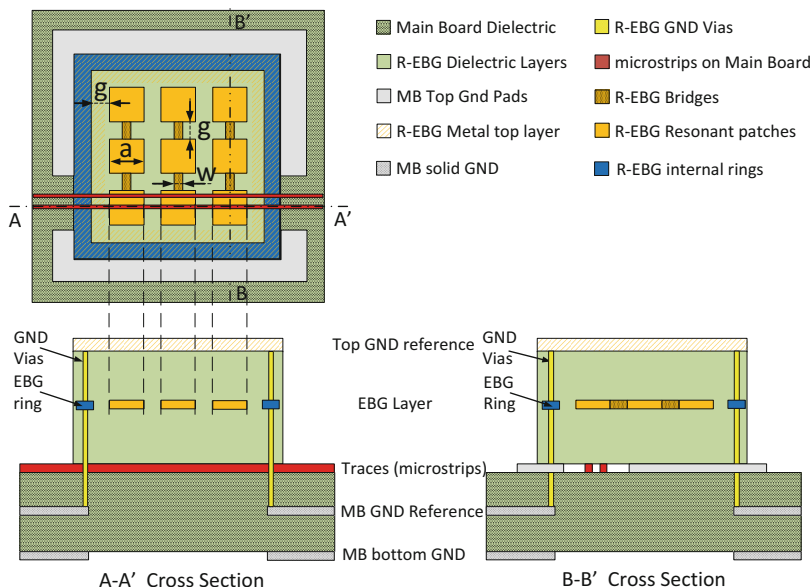 B'
g
g
a
w
A
A'
B
Main Board Dielectric
R-EBG Dielectric Layers
MB Top Gnd Pads
R-EBG Metal top layer
MB solid GND
R-EBG GND Vias
microstrips on Main Board
R-EBG Bridges
R-EBG Resonant patches
R-EBG internal rings
GND
Vias
EBG
ring
Top GND reference
EBG Layer
Traces (microstrips)
MB GND Reference
MB bottom GND
GND
Vias
EBG
Ring
A-A' Cross Section
B-B' Cross Section